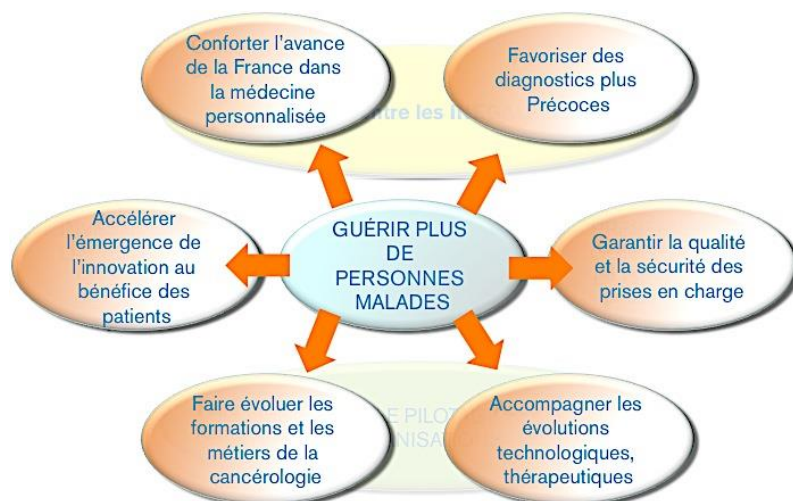 Conforter l'avance
de la France dans
la médecine
personnalisée
Favoriser des
diagnostics plus
Précoces
les
GUÉRIR PLUS
DE
PERSONNES
MALADES
Accélérer
l'émergence de
l'innovation au
bénéfice des
patients
Garantir la qualité
et la sécurité des
prises en charge
Faire évoluer les
formations et les
métiers de la
cancérologie
PILOT
Accompagner les
évolutions
technologiques,
thérapeutiques